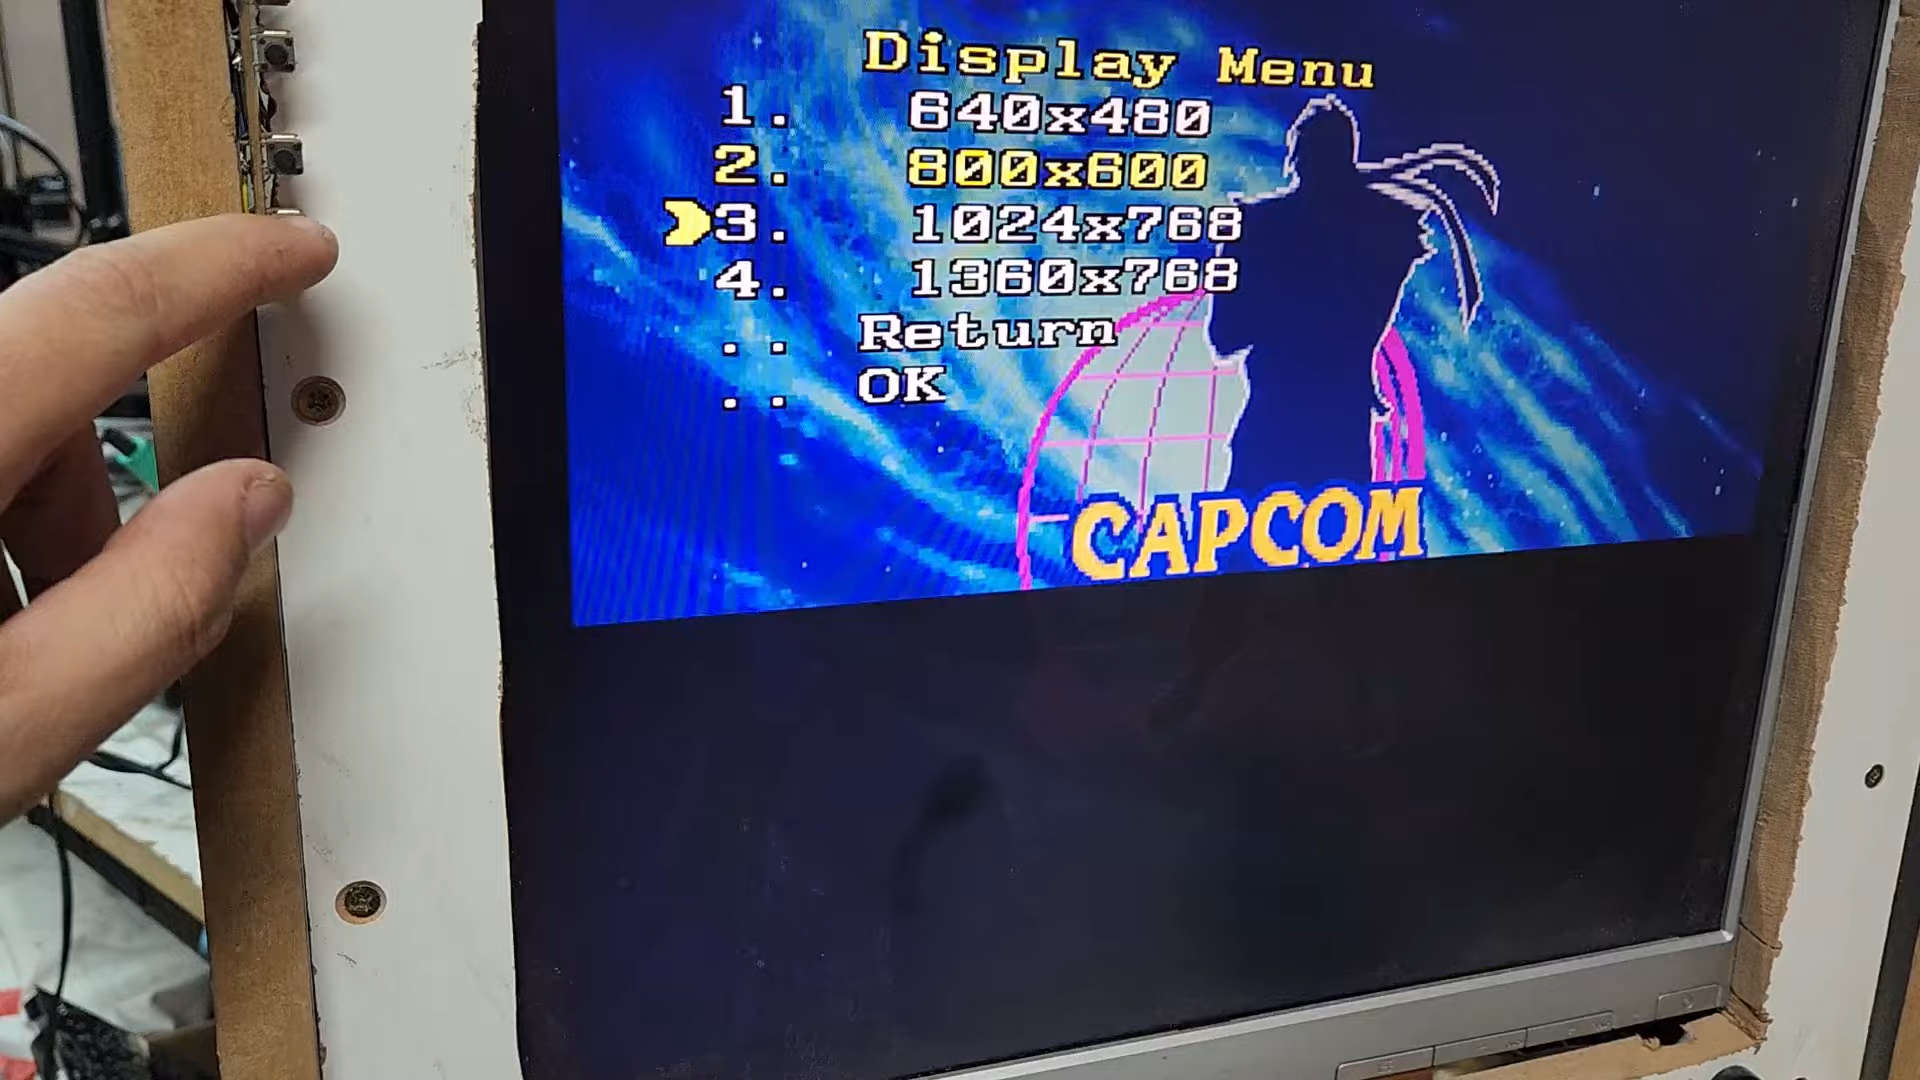 Display Menu
1. 640x480
2. 800x600
3. 1024x768
4. 1360x768
.. Return
.. OK
CAPCOM